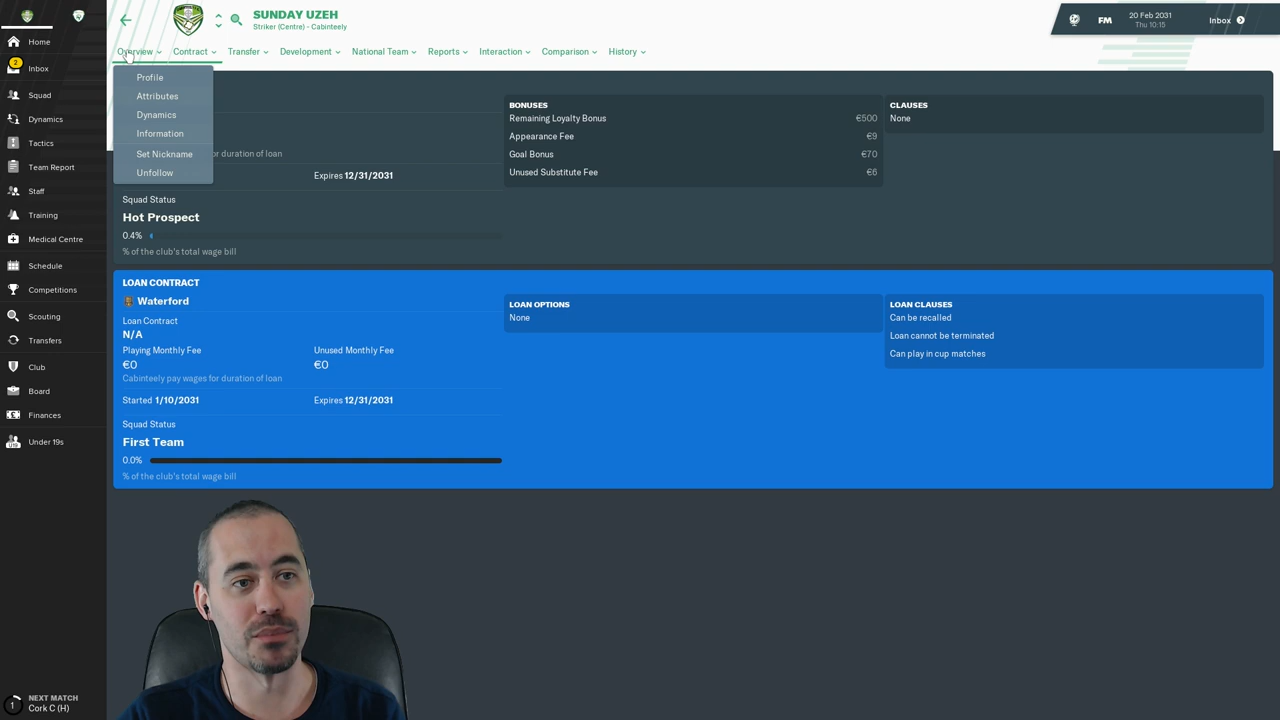 SUNDAY UZEH
Striker (Centre) - Cabinteely
20 Feb 2031
Thu 10:15
FM
Inbox
Overview
Contract
Transfer
Development
National Team
Reports
Interaction
Comparison
History
Home
2
Inbox
Squad
Dynamics
Tactics
Team Report
Staff
Training
Medical Centre
Schedule
Competitions
Scouting
Transfers
Club
Board
Finances
Under 19s
1
NEXT MATCH
Cork C (H)
Profile
Attributes
Dynamics
Information
Set Nickname
Unfollow
or duration of loan
Expires 12/31/2031
Squad Status
Hot Prospect
0.4%
% of the club's total wage bill
BONUSES
Remaining Loyalty Bonus €500
Appearance Fee €9
Goal Bonus €70
Unused Substitute Fee €6
CLAUSES
None
LOAN CONTRACT
Waterford
Loan Contract
N/A
Playing Monthly Fee Unused Monthly Fee
€0 €0
Cabinteely pay wages for duration of loan
Started 1/10/2031 Expires 12/31/2031
Squad Status
First Team
0.0%
% of the club's total wage bill
LOAN OPTIONS
None
LOAN CLAUSES
Can be recalled
Loan cannot be terminated
Can play in cup matches